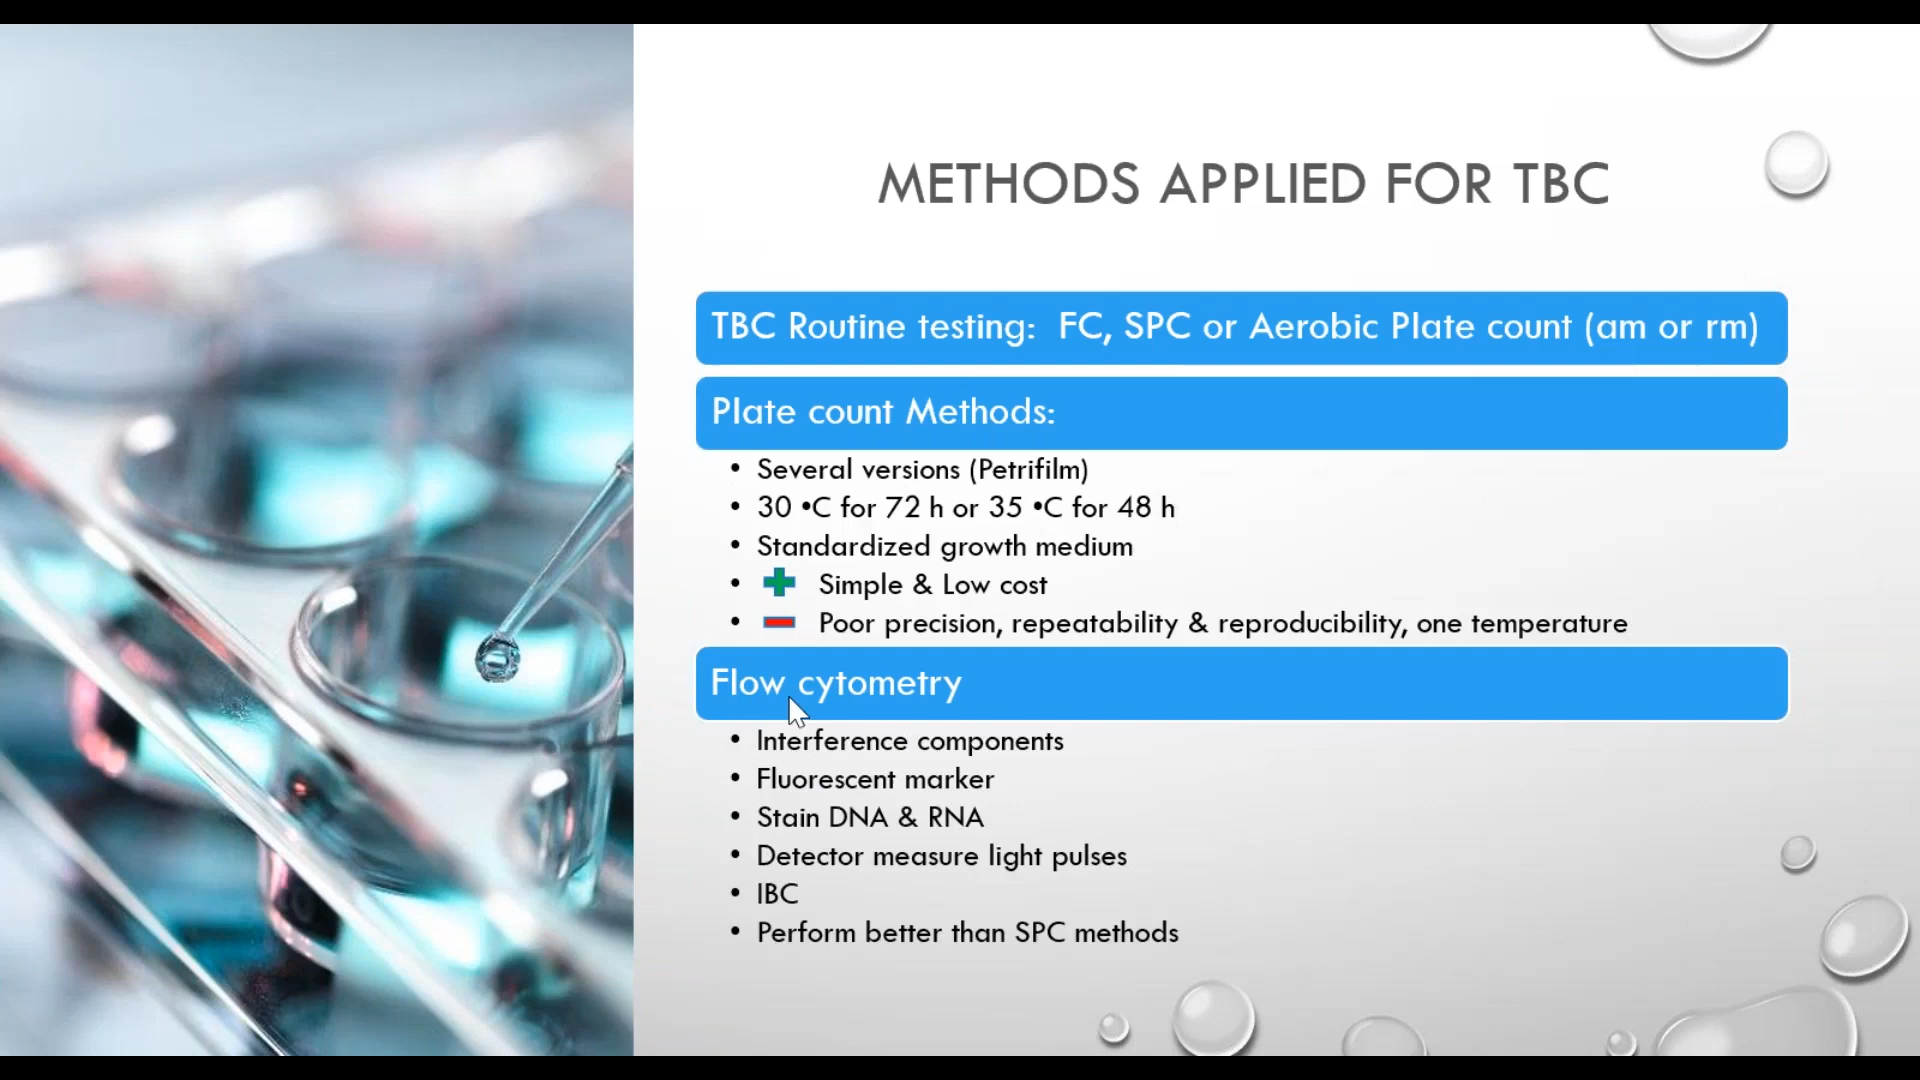 METHODS APPLIED FOR TBC
TBC Routine testing:  FC, SPC or Aerobic Plate count (am or rm)
Plate count Methods:
• Several versions (Petrifilm)
• 30 •C for 72 h or 35 •C for 48 h
• Standardized growth medium
• Simple & Low cost
• Poor precision, repeatability & reproducibility, one temperature
Flow cytometry
• Interference components
• Fluorescent marker
• Stain DNA & RNA
• Detector measure light pulses
• IBC
• Perform better than SPC methods